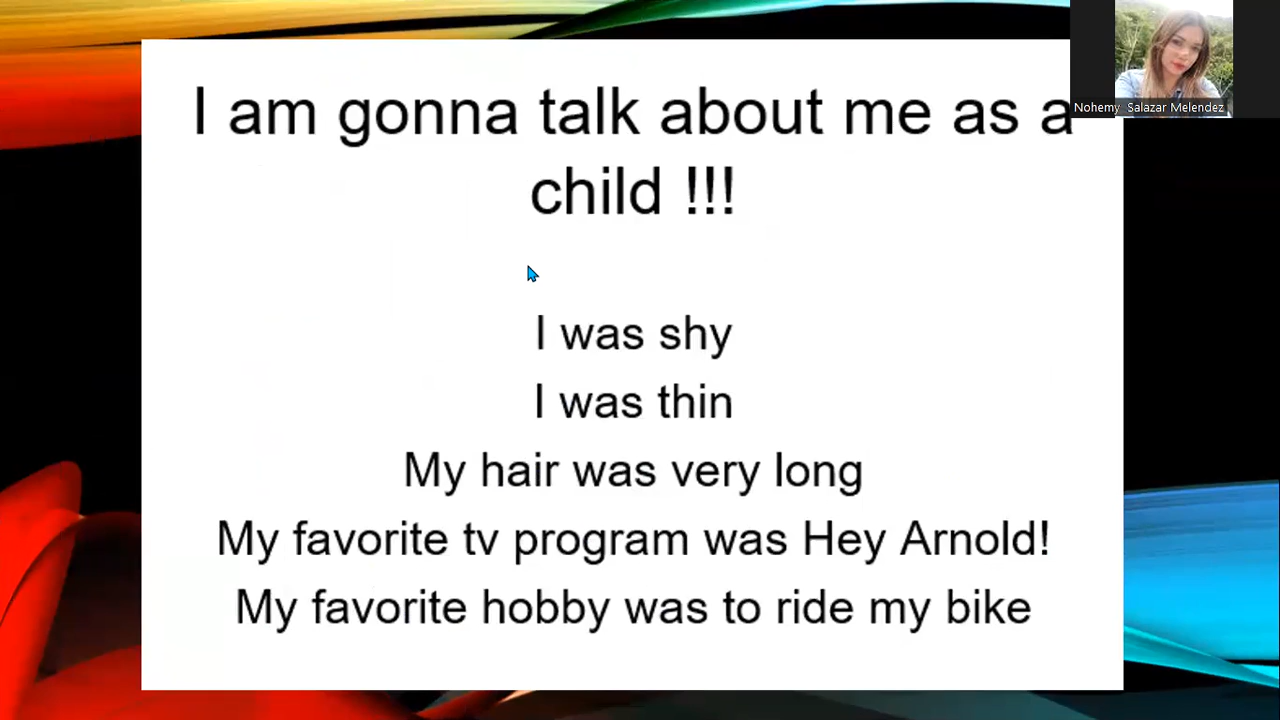 I am gonna talk about me as a
child !!!
Nohemy Salazar Melendez
I was shy
I was thin
My hair was very long
My favorite tv program was Hey Arnold!
My favorite hobby was to ride my bike